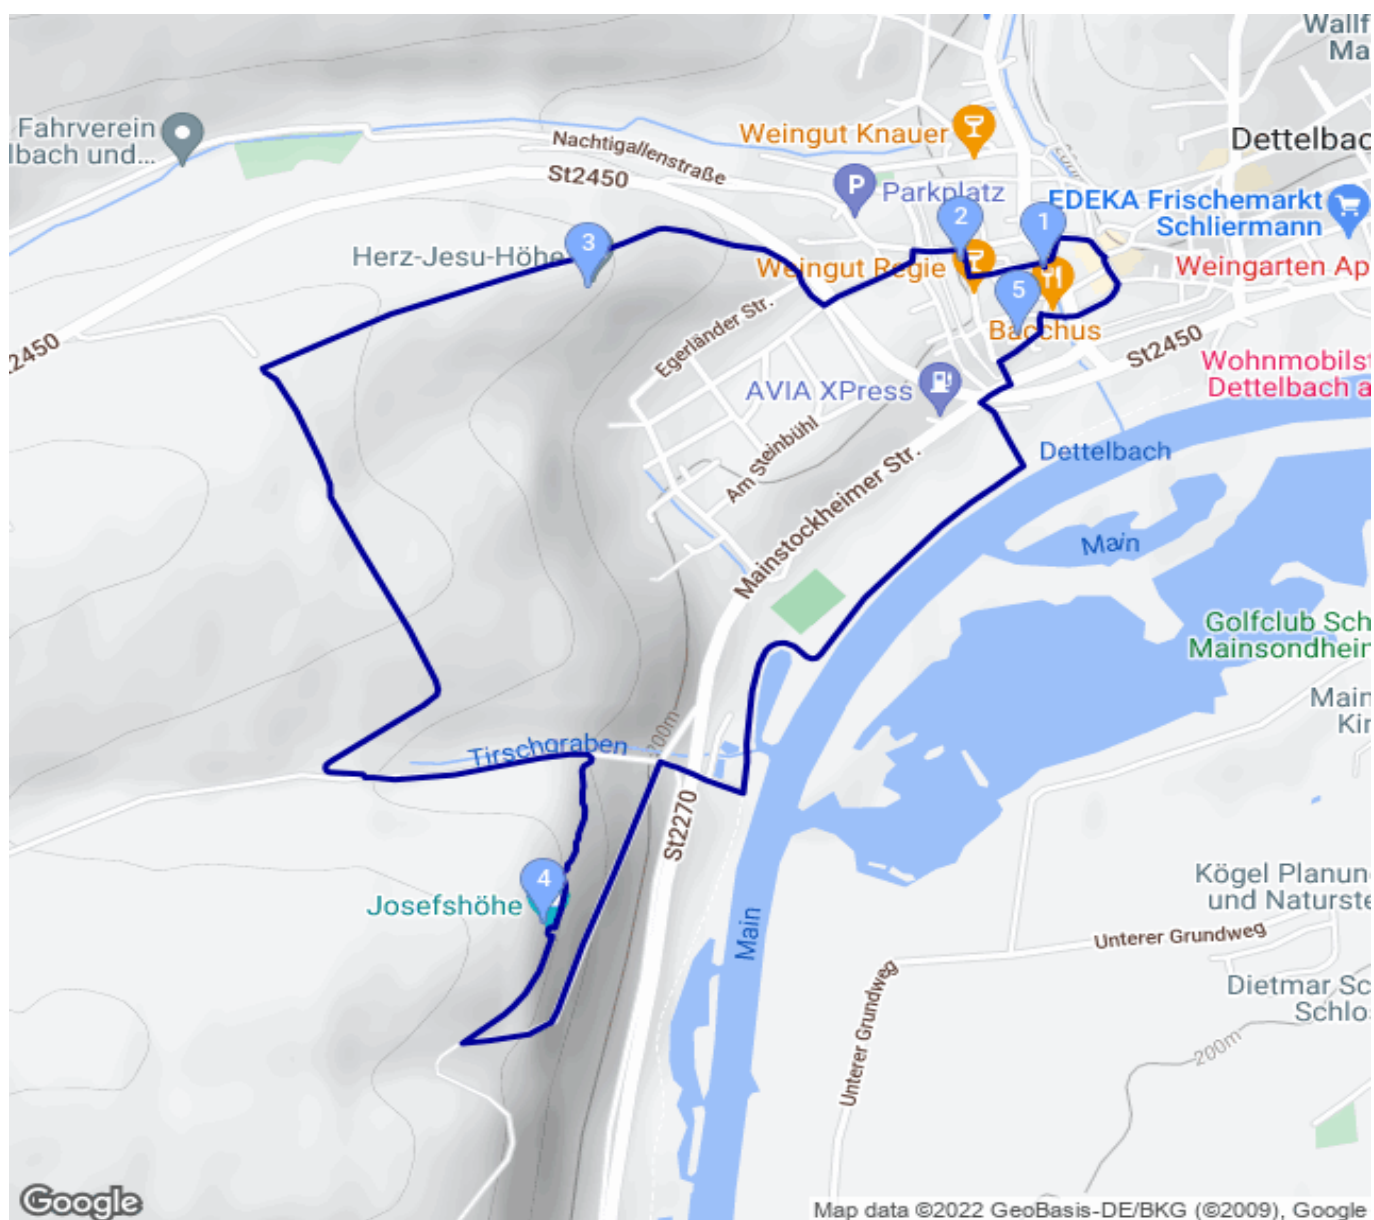 Wallf
Ma
Fahrverein
lbach und...
Weingut Knauer
Nachtigallenstraße
St2450
Dettelbac
P
Parkplatz
EDEKA Frischemarkt
Schliermann
2
1
3
Herz-Jesu-Höhe
Weingut Regie
Weingarten Ap
5
Bacchus
Egerländer Str.
St2450
St2450
Wohnmobilst
Dettelbach a
AVIA XPress
Am Steinbühl
Dettelbach
Mainstockheimer Str.
Main
Golfclub Sch
Mainsondheim
Main
Kir
200m
Tirschgraben
St2270
4
Josefshöhe
Kögel Planun
und Naturste
Main
Unterer Grundweg
Unterer Grundweg
Dietmar Sc
Schlos
200m
Google
Map data ©2022 GeoBasis-DE/BKG (©2009), Google